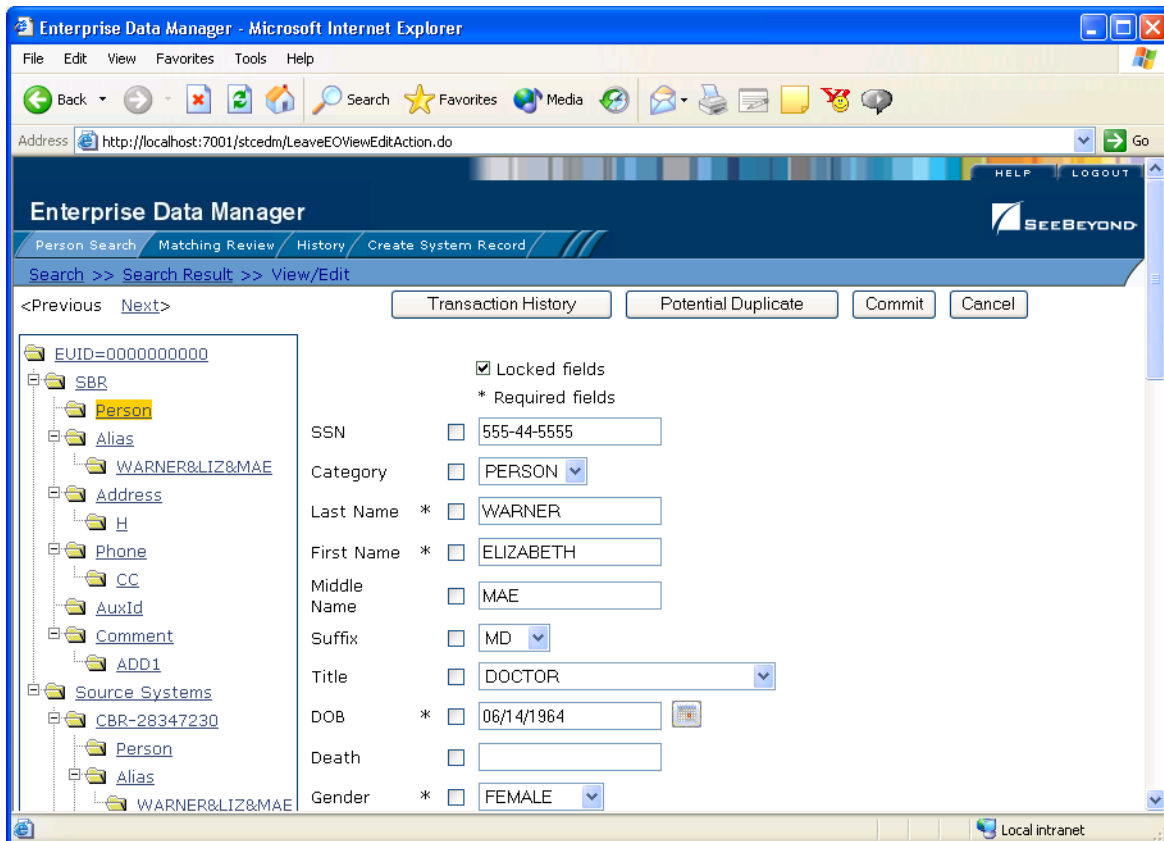 Enterprise Data Manager - Microsoft Internet Explorer
File Edit View Favorites Tools Help
Back Search Favorites Media
Address http://localhost:7001/stcedm/LeaveEOViewEditAction.do Go
HELP LOGOUT
Enterprise Data Manager
SEEBEYOND
Person Search Matching Review History Create System Record
Search >> Search Result >> View/Edit
<Previous Next> Transaction History Potential Duplicate Commit Cancel
EUID=0000000000
SBR
Person
Alias
WARNER&LIZ&MAE
Address
H
Phone
CC
AuxId
Comment
ADD1
Source Systems
CBR-28347230
Person
Alias
WARNER&LIZ&MAE
Locked fields
* Required fields
SSN 555-44-5555
Category PERSON
Last Name * WARNER
First Name * ELIZABETH
Middle
Name MAE
Suffix MD
Title DOCTOR
DOB * 06/14/1964
Death
Gender * FEMALE
Local intranet